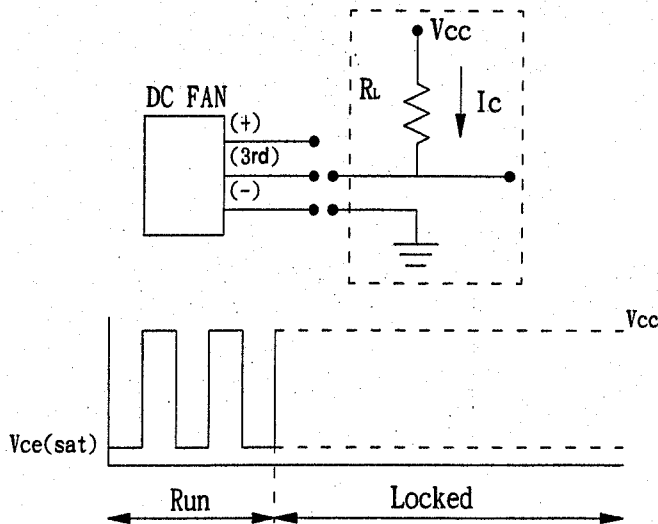 Vcc
RL
Ic
DC FAN
(+)
(3rd)
(-)
Vcc
Vce(sat)
Run
Locked